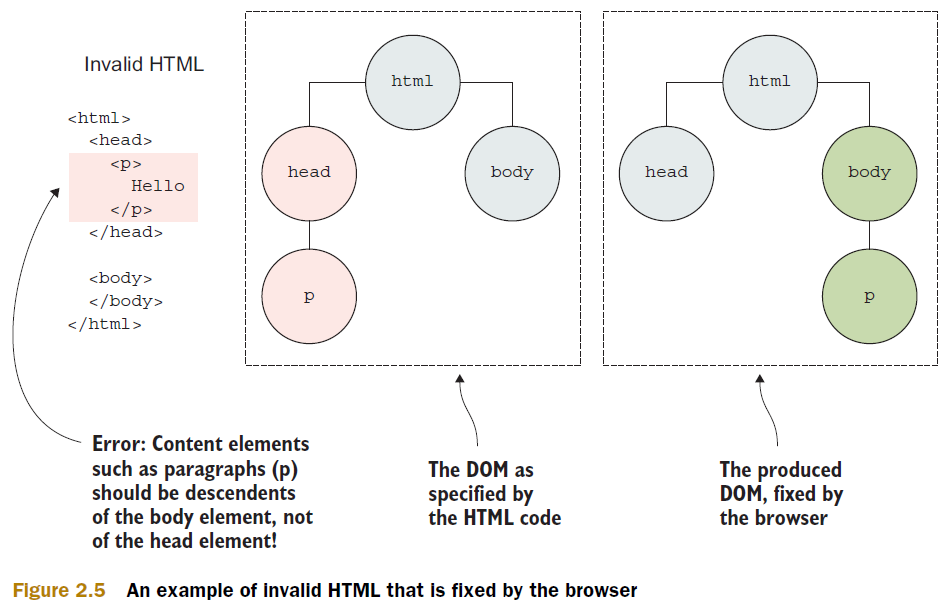 Invalid HTML
<html>
<head>
<p>
Hello
</p>
</head>
<body>
</body>
</html>
html
head
body
p
html
head
body
p
Error: Content elements
such as paragraphs (p)
should be descendents
of the body element, not
of the head element!
The DOM as
specified by
the HTML code
The produced
DOM, fixed by
the browser
Figure 2.5 An example of invalid HTML that is fixed by the browser